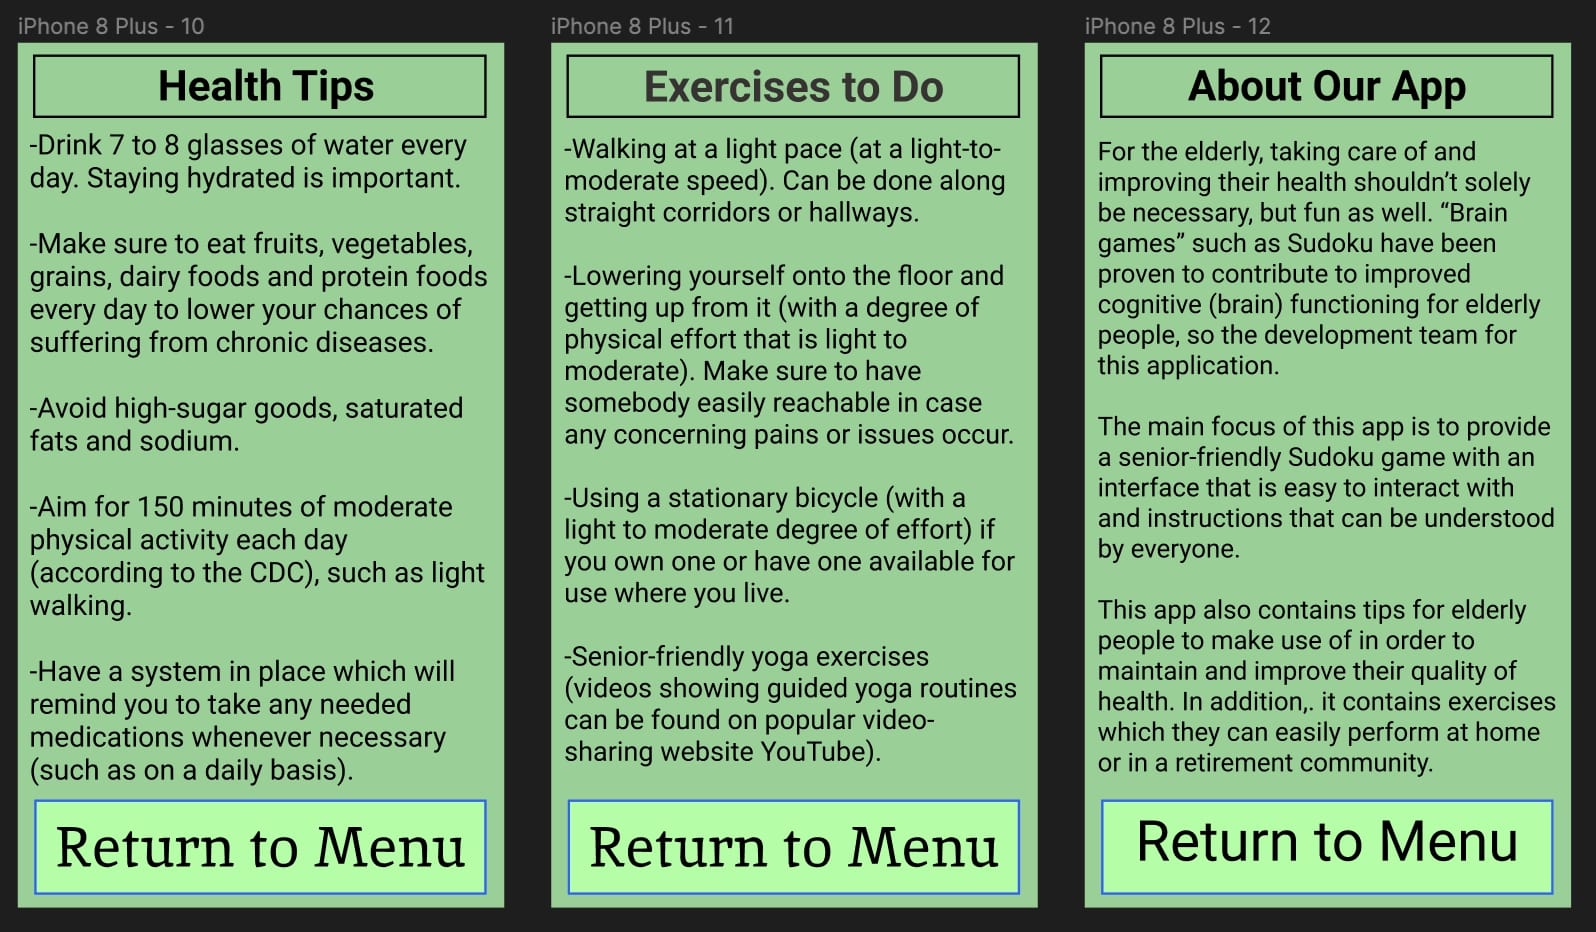 iPhone 8 Plus - 10
Health Tips
-Drink 7 to 8 glasses of water every
day. Staying hydrated is important.
-Make sure to eat fruits, vegetables,
grains, dairy foods and protein foods
every day to lower your chances of
suffering from chronic diseases.
-Avoid high-sugar goods, saturated
fats and sodium.
-Aim for 150 minutes of moderate
physical activity each day
(according to the CDC), such as light
walking.
-Have a system in place which will
remind you to take any needed
medications whenever necessary
(such as on a daily basis).
Return to Menu
iPhone 8 Plus - 11
Exercises to Do
-Walking at a light pace (at a light-to-
moderate speed). Can be done along
straight corridors or hallways.
-Lowering yourself onto the floor and
getting up from it (with a degree of
physical effort that is light to
moderate). Make sure to have
somebody easily reachable in case
any concerning pains or issues occur.
-Using a stationary bicycle (with a
light to moderate degree of effort) if
you own one or have one available for
use where you live.
-Senior-friendly yoga exercises
(videos showing guided yoga routines
can be found on popular video-
sharing website YouTube).
Return to Menu
iPhone 8 Plus - 12
About Our App
For the elderly, taking care of and
improving their health shouldn’t solely
be necessary, but fun as well. “Brain
games” such as Sudoku have been
proven to contribute to improved
cognitive (brain) functioning for elderly
people, so the development team for
this application.
The main focus of this app is to provide
a senior-friendly Sudoku game with an
interface that is easy to interact with
and instructions that can be understood
by everyone.
This app also contains tips for elderly
people to make use of in order to
maintain and improve their quality of
health. In addition,. it contains exercises
which they can easily perform at home
or in a retirement community.
Return to Menu